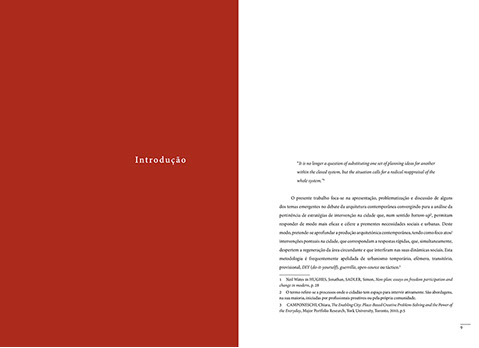 Introdução
"It is no longer a question of substituting one set of planning ideas for another
within the closed system, but the situation calls for a radical reappraisal of the
whole system."¹
O presente trabalho foca-se na apresentação, problematização e discussão de alguns
dos temas emergentes no debate da arquitetura contemporânea convergindo para a análise da
pertinência de estratégias de intervenção na cidade que, num sentido bottom-up², permitam
responder de modo mais eficaz e célere a prementes necessidades sociais e urbanas. Deste
modo, pretende-se aprofundar a produção arquitetónica contemporânea, tendo como foco atos/
intervenções pontuais na cidade, que correspondam a respostas rápidas, que, simultaneamente,
despertem a regeneração da área circundante e que interfiram nas suas dinâmicas sociais. Esta
metodologia é frequentemente apelidada de urbanismo temporário, efémero, transitório,
provisional, DIY (do-it-yourself), guerrilla, open-source ou táctico.³
1 Neil Wates in HUGHES, Jonathan, SADLER, Simon, Non-plan: essays on freedom participation and
change in modern, p. 28
2 O termo refere-se a processos onde o cidadão tem espaço para intervir ativamente. São abordagens,
na sua maioria, iniciadas por profissionais proativos ou pela própria comunidade.
3 CAMPONESCHI, Chiara, The Enabling City: Place-Based Creative Problem-Solving and the Power of
the Everyday, Major Portfolio Research, York University, Toronto, 2010, p.5
9